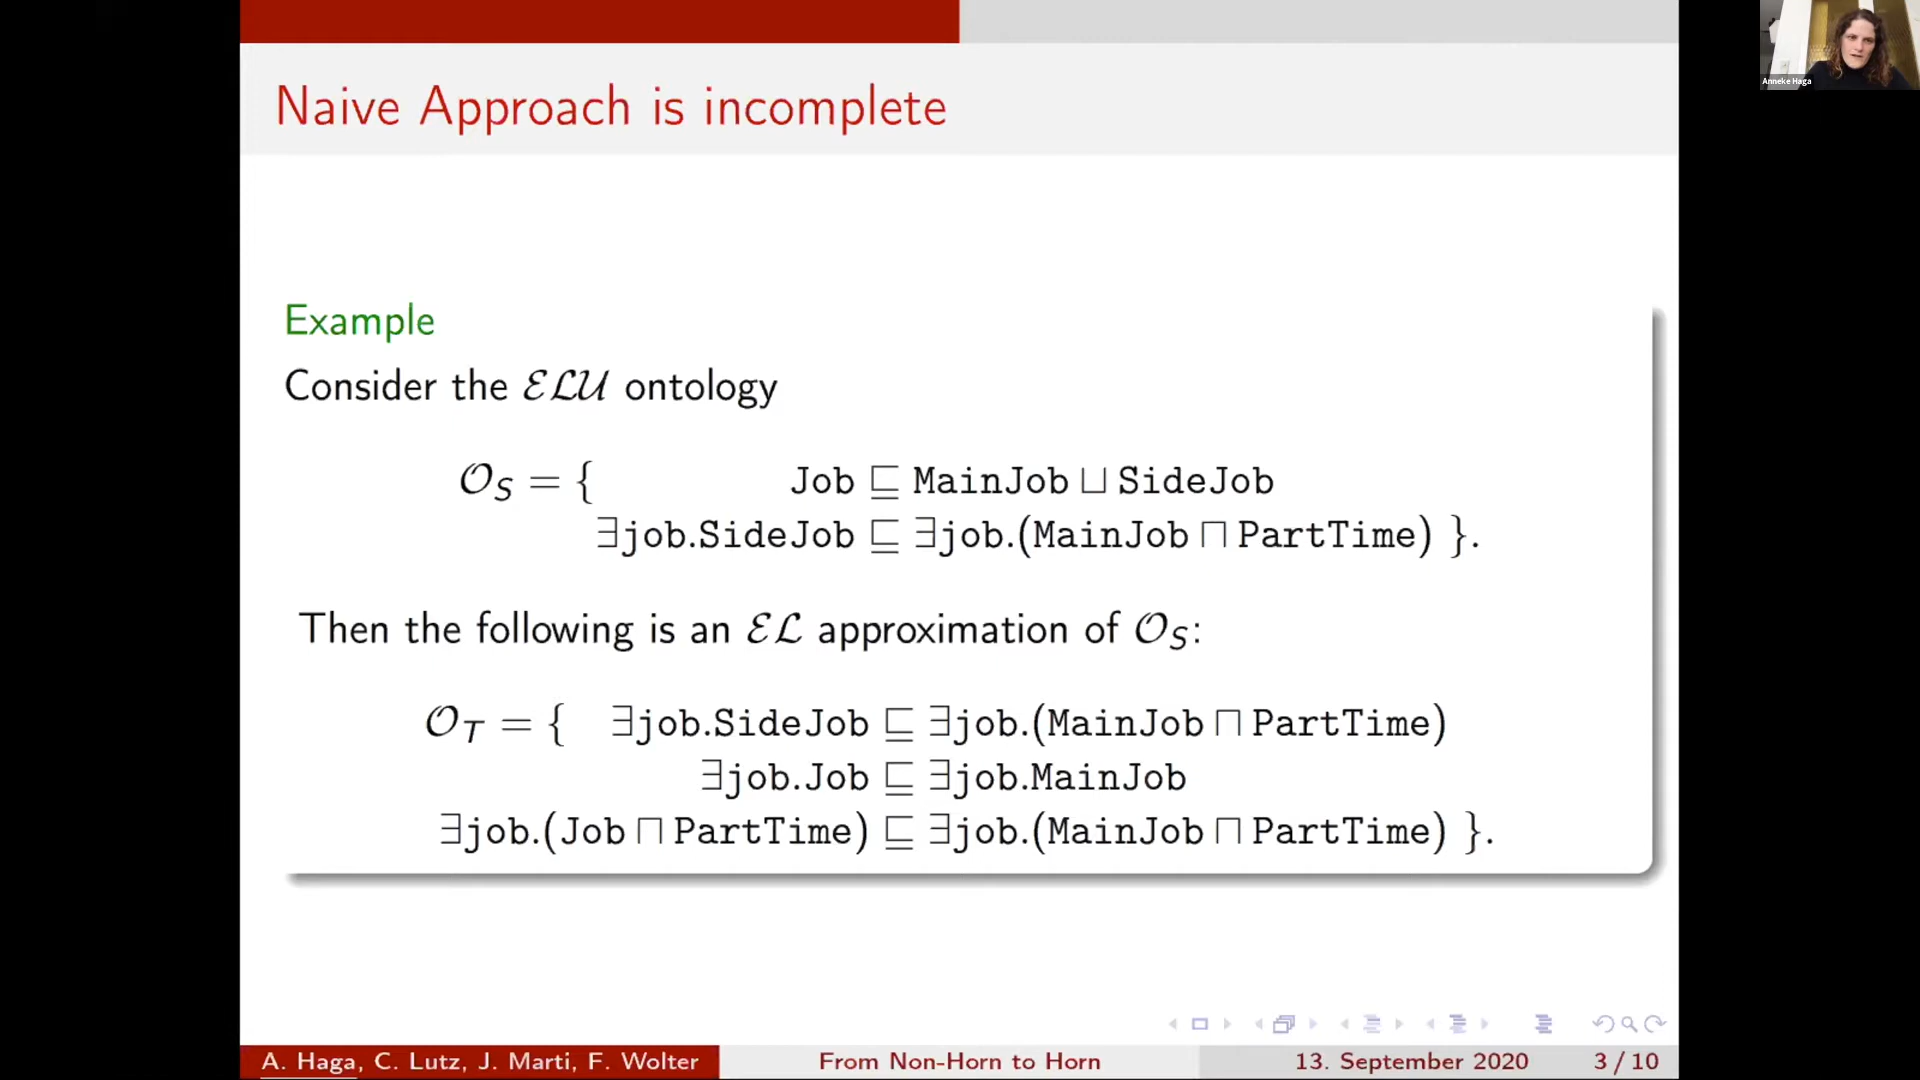 Anneke Haga
Naive Approach is incomplete
Example
Consider the ℰℒ𝒰 ontology
𝒪_S = { Job ⊑ MainJob ⊔ SideJob
∃job.SideJob ⊑ ∃job.(MainJob ⊓ PartTime) }.
Then the following is an ℰℒ approximation of 𝒪_S:
𝒪_T = { ∃job.SideJob ⊑ ∃job.(MainJob ⊓ PartTime)
∃job.Job ⊑ ∃job.MainJob
∃job.(Job ⊓ PartTime) ⊑ ∃job.(MainJob ⊓ PartTime) }.
A. Haga, C. Lutz, J. Marti, F. Wolter From Non-Horn to Horn 13. September 2020 3 / 10